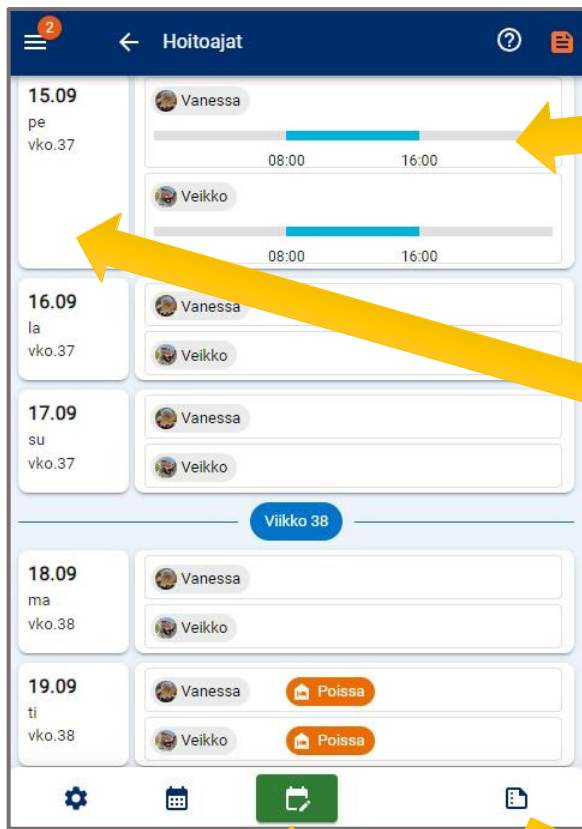 2
Hoitoajat
15.09
pe
vko.37
Vanessa
08:00 16:00
Veikko
08:00 16:00
16.09
la
vko.37
Vanessa
Veikko
17.09
su
vko.37
Vanessa
Veikko
Viikko 38
18.09
ma
vko.38
Vanessa
Veikko
19.09
ti
vko.38
Vanessa Poissa
Veikko Poissa